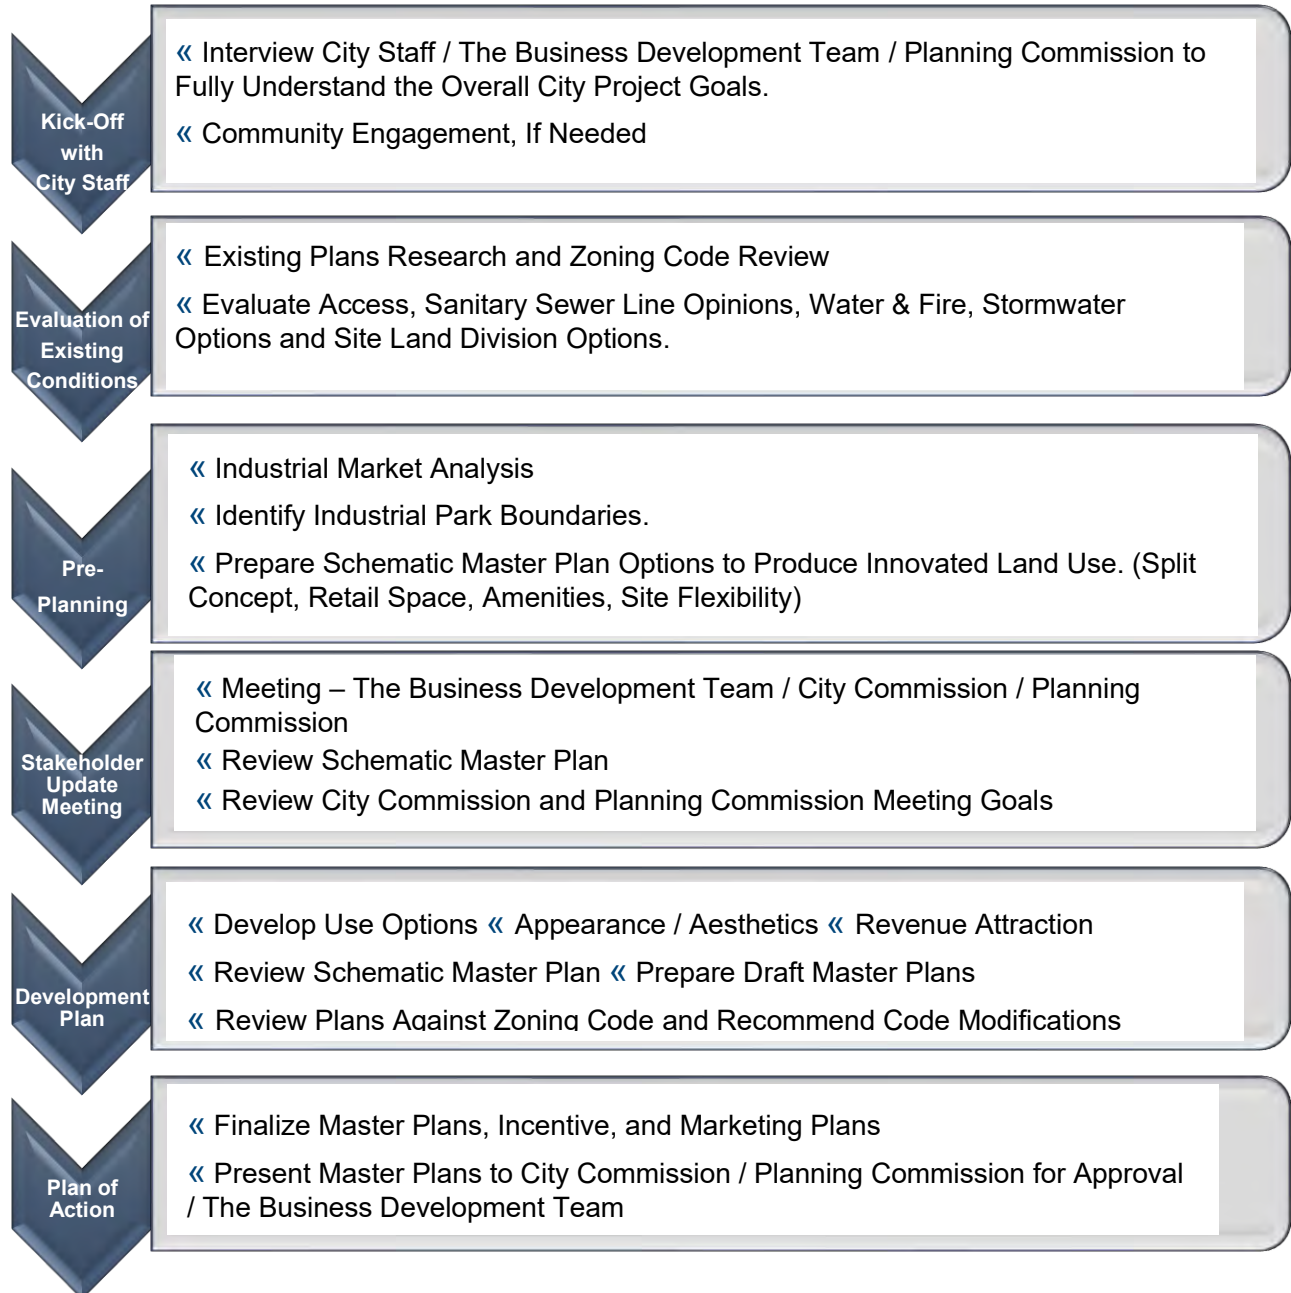 « Interview City Staff / The Business Development Team / Planning Commission to
Fully Understand the Overall City Project Goals.
« Community Engagement, If Needed
Kick-Off
with
City Staff
« Existing Plans Research and Zoning Code Review
« Evaluate Access, Sanitary Sewer Line Opinions, Water & Fire, Stormwater
Options and Site Land Division Options.
Evaluation of
Existing
Conditions
« Industrial Market Analysis
« Identify Industrial Park Boundaries.
« Prepare Schematic Master Plan Options to Produce Innovated Land Use. (Split
Concept, Retail Space, Amenities, Site Flexibility)
Pre-
Planning
« Meeting – The Business Development Team / City Commission / Planning
Commission
« Review Schematic Master Plan
« Review City Commission and Planning Commission Meeting Goals
Stakeholder
Update
Meeting
« Develop Use Options « Appearance / Aesthetics « Revenue Attraction
« Review Schematic Master Plan « Prepare Draft Master Plans
« Review Plans Against Zoning Code and Recommend Code Modifications
Development
Plan
« Finalize Master Plans, Incentive, and Marketing Plans
« Present Master Plans to City Commission / Planning Commission for Approval
/ The Business Development Team
Plan of
Action